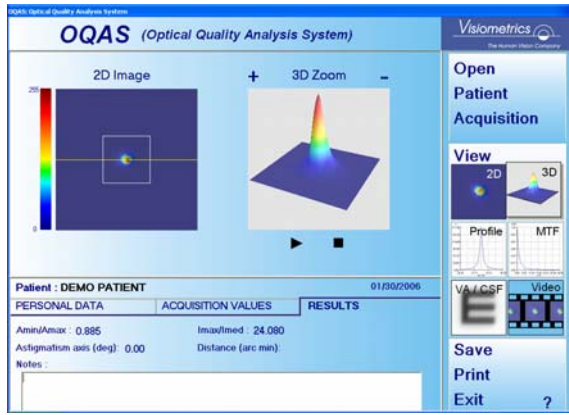 OQAS: Optical Quality Analysis System
OQAS (Optical Quality Analysis System)
Visiometrics
The Human Vision Company
2D Image
+ 3D Zoom -
255
0
Open
Patient
Acquisition
View
2D
3D
Profile
MTF
VA / CSF
Video
Patient : DEMO PATIENT
01/30/2006
PERSONAL DATA
ACQUISITION VALUES
RESULTS
Amin/Amax : 0.885
Imax/Imed : 24.080
Astigmatism axis (deg): 0.00
Distance (arc min):
Notes :
Save
Print
Exit ?